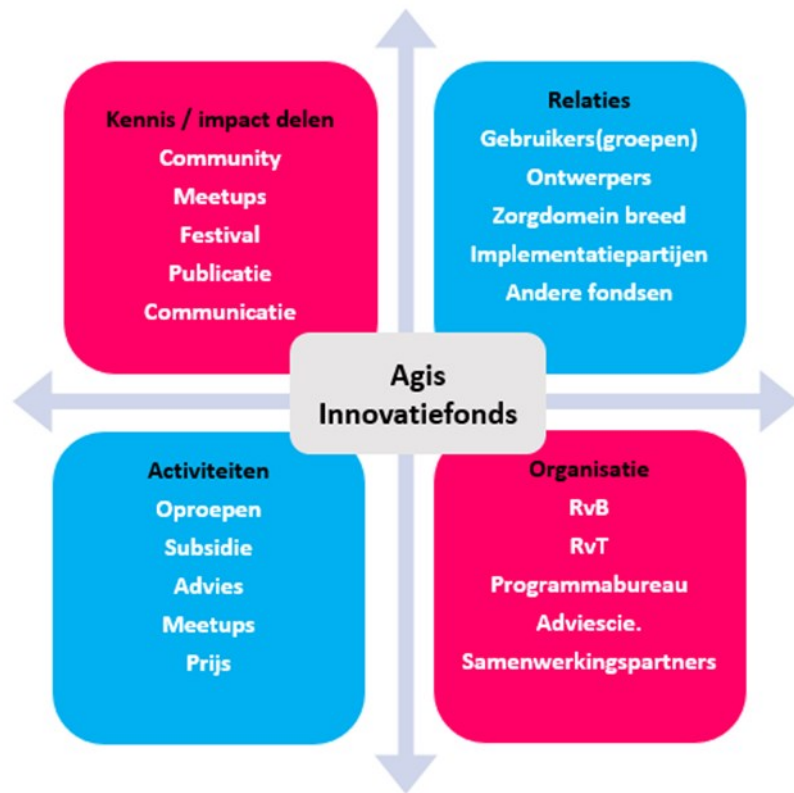 Kennis / impact delen
Community
Meetups
Festival
Publicatie
Communicatie
Relaties
Gebruikers(groepen)
Ontwerpers
Zorgdomein breed
Implementatiepartijen
Andere fondsen
Agis
Innovatiefonds
Activiteiten
Oproepen
Subsidie
Advies
Meetups
Prijs
Organisatie
RvB
RvT
Programmabureau
Adviescie.
Samenwerkingspartners